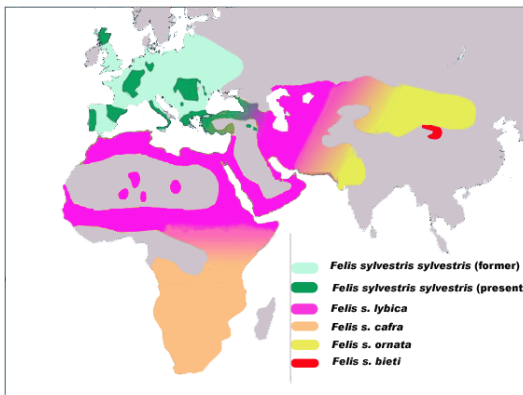 Felis sylvestris sylvestris (former)
Felis sylvestris sylvestris (present
Felis s. lybica
Felis s. cafra
Felis s. ornata
Felis s. bieti